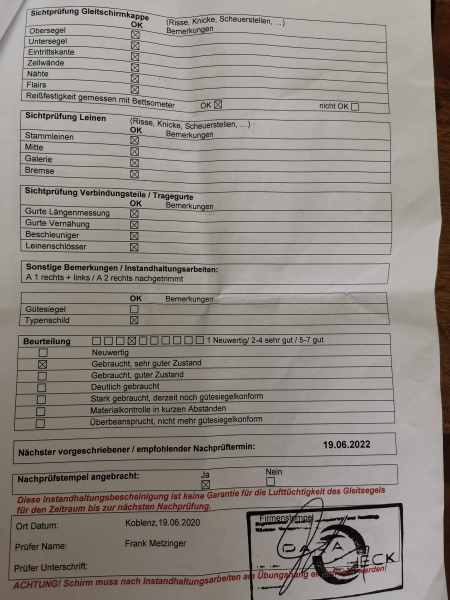 Sichtprüfung Gleitschirmkappe
OK (Risse, Knicke, Scheuerstellen, ...)
Obersegel ☒ Bemerkungen
Untersegel ☒
Eintrittskante ☒
Zellwände ☒
Nähte ☒
Flairs ☒
Reißfestigkeit gemessen mit Bettsometer OK ☒ nicht OK ☐
Sichtprüfung Leinen (Risse, Knicke, Scheuerstellen, ...)
OK Bemerkungen
Stammleinen ☒
Mitte ☒
Galerie ☒
Bremse ☒
Sichtprüfung Verbindungsteile / Tragegurte
OK Bemerkungen
Gurte Längenmessung ☒
Gurte Vernähung ☒
Beschleuniger ☒
Leinenschlösser ☒
Sonstige Bemerkungen / Instandhaltungsarbeiten:
A 1 rechts + links / A 2 rechts nachgetrimmt
OK Bemerkungen
Gütesiegel ☐
Typenschild ☒
Beurteilung ☐☐☐☒☐☐☐☐☐☐ 1 Neuwertig/ 2-4 sehr gut / 5-7 gut
☐ Neuwertig
☒ Gebraucht, sehr guter Zustand
☐ Gebraucht, guter Zustand
☐ Deutlich gebraucht
☐ Stark gebraucht, derzeit noch gütesiegelkonform
☐ Materialkontrolle in kurzen Abständen
☐ Überbeansprucht, nicht mehr gütesiegelkonform
Nächster vorgeschriebener / empfohlender Nachprüftermin: 19.06.2022
Nachprüfstempel angebracht: Ja Nein
☒ ☐
Diese Instandhaltungsbescheinigung ist keine Garantie für die Lufttüchtigkeit des Gleitsegels
für den Zeitraum bis zur nächsten Nachprüfung.
Ort Datum: Koblenz,19.06.2020 Firmenstempel
Prüfer Name: Frank Metzinger
Prüfer Unterschrift:
CHECK
ACHTUNG! Schirm muss nach Instandhaltungsarbeiten am Übungshang werden!